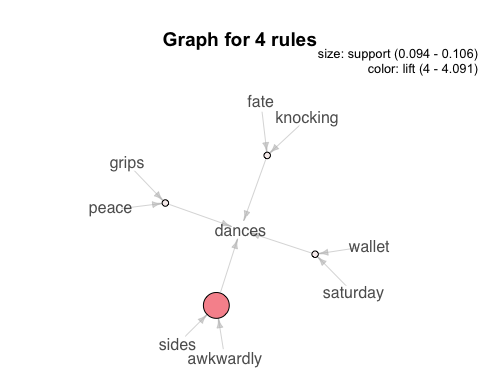 Graph for 4 rules
size: support (0.094 - 0.106)
color: lift (4 - 4.091)
fate
knocking
grips
peace
dances
wallet
saturday
sides
awkwardly